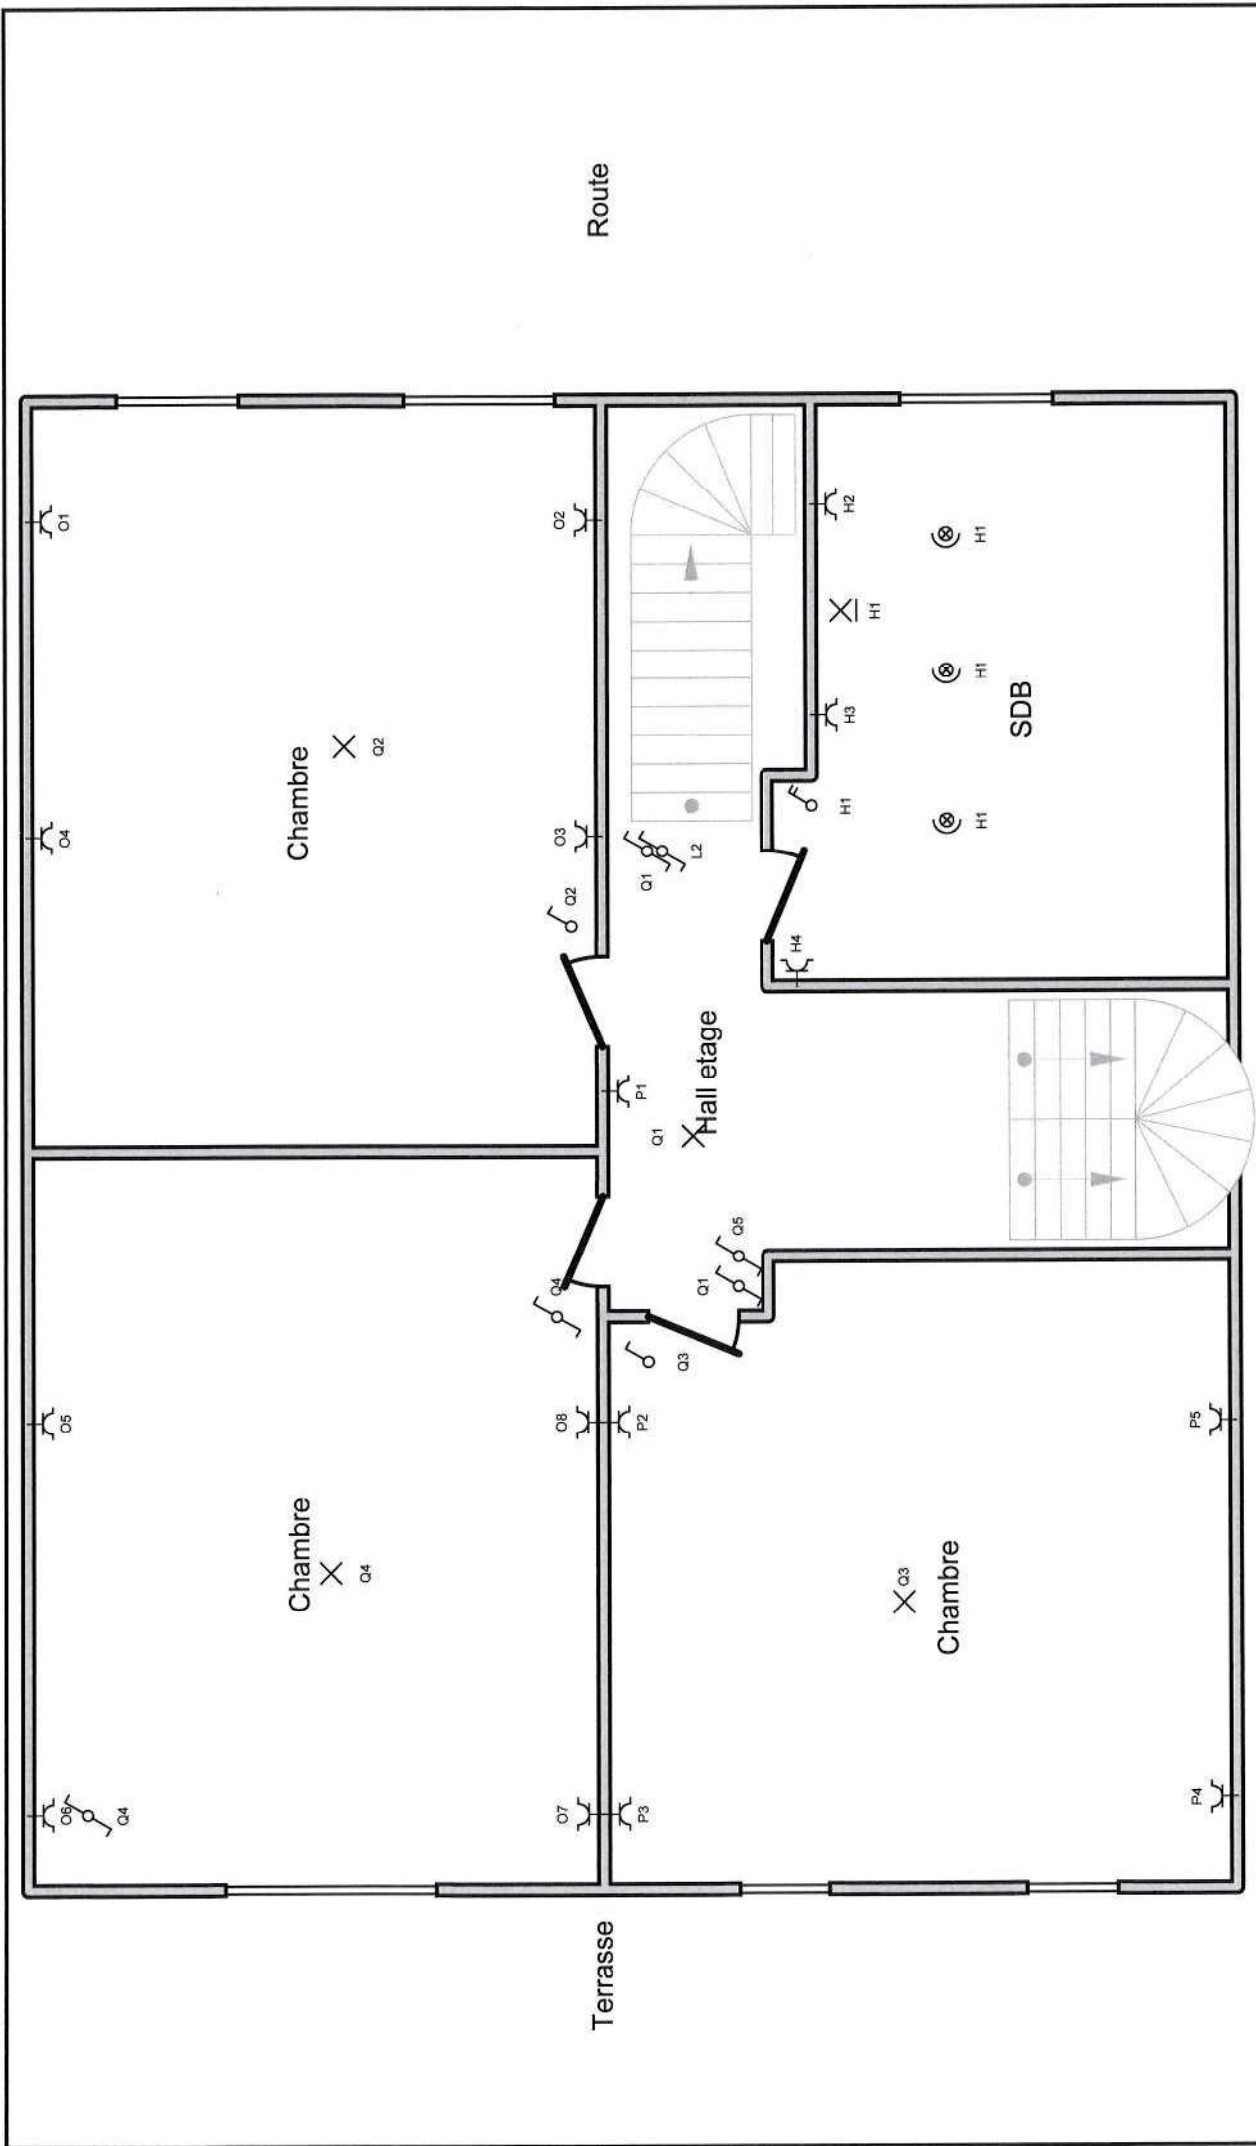 Route
O1
O2
H2
H1
H1
Q2
Chambre
H3
H1
SDB
O4
O3
Q1
L2
H1
H1
Q2
H4
P1
Hall etage
Q1
Q4
Q5
Q1
Q3
O5
O8
P2
P5
Chambre
Q4
Q3
Chambre
O6
Q4
O7
P3
P4
Terrasse